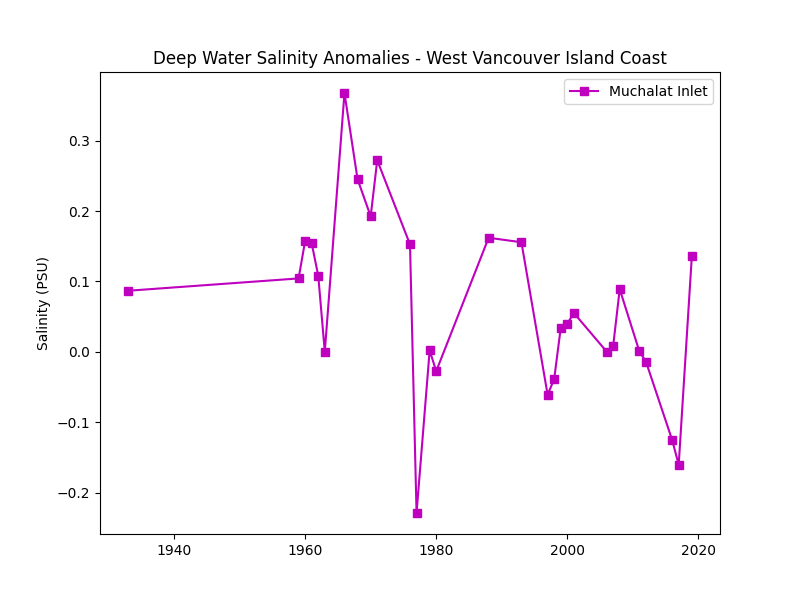 Deep Water Salinity Anomalies - West Vancouver Island Coast
Muchalat Inlet
Salinity (PSU)
0.3
0.2
0.1
0.0
−0.1
−0.2
1940 1960 1980 2000 2020